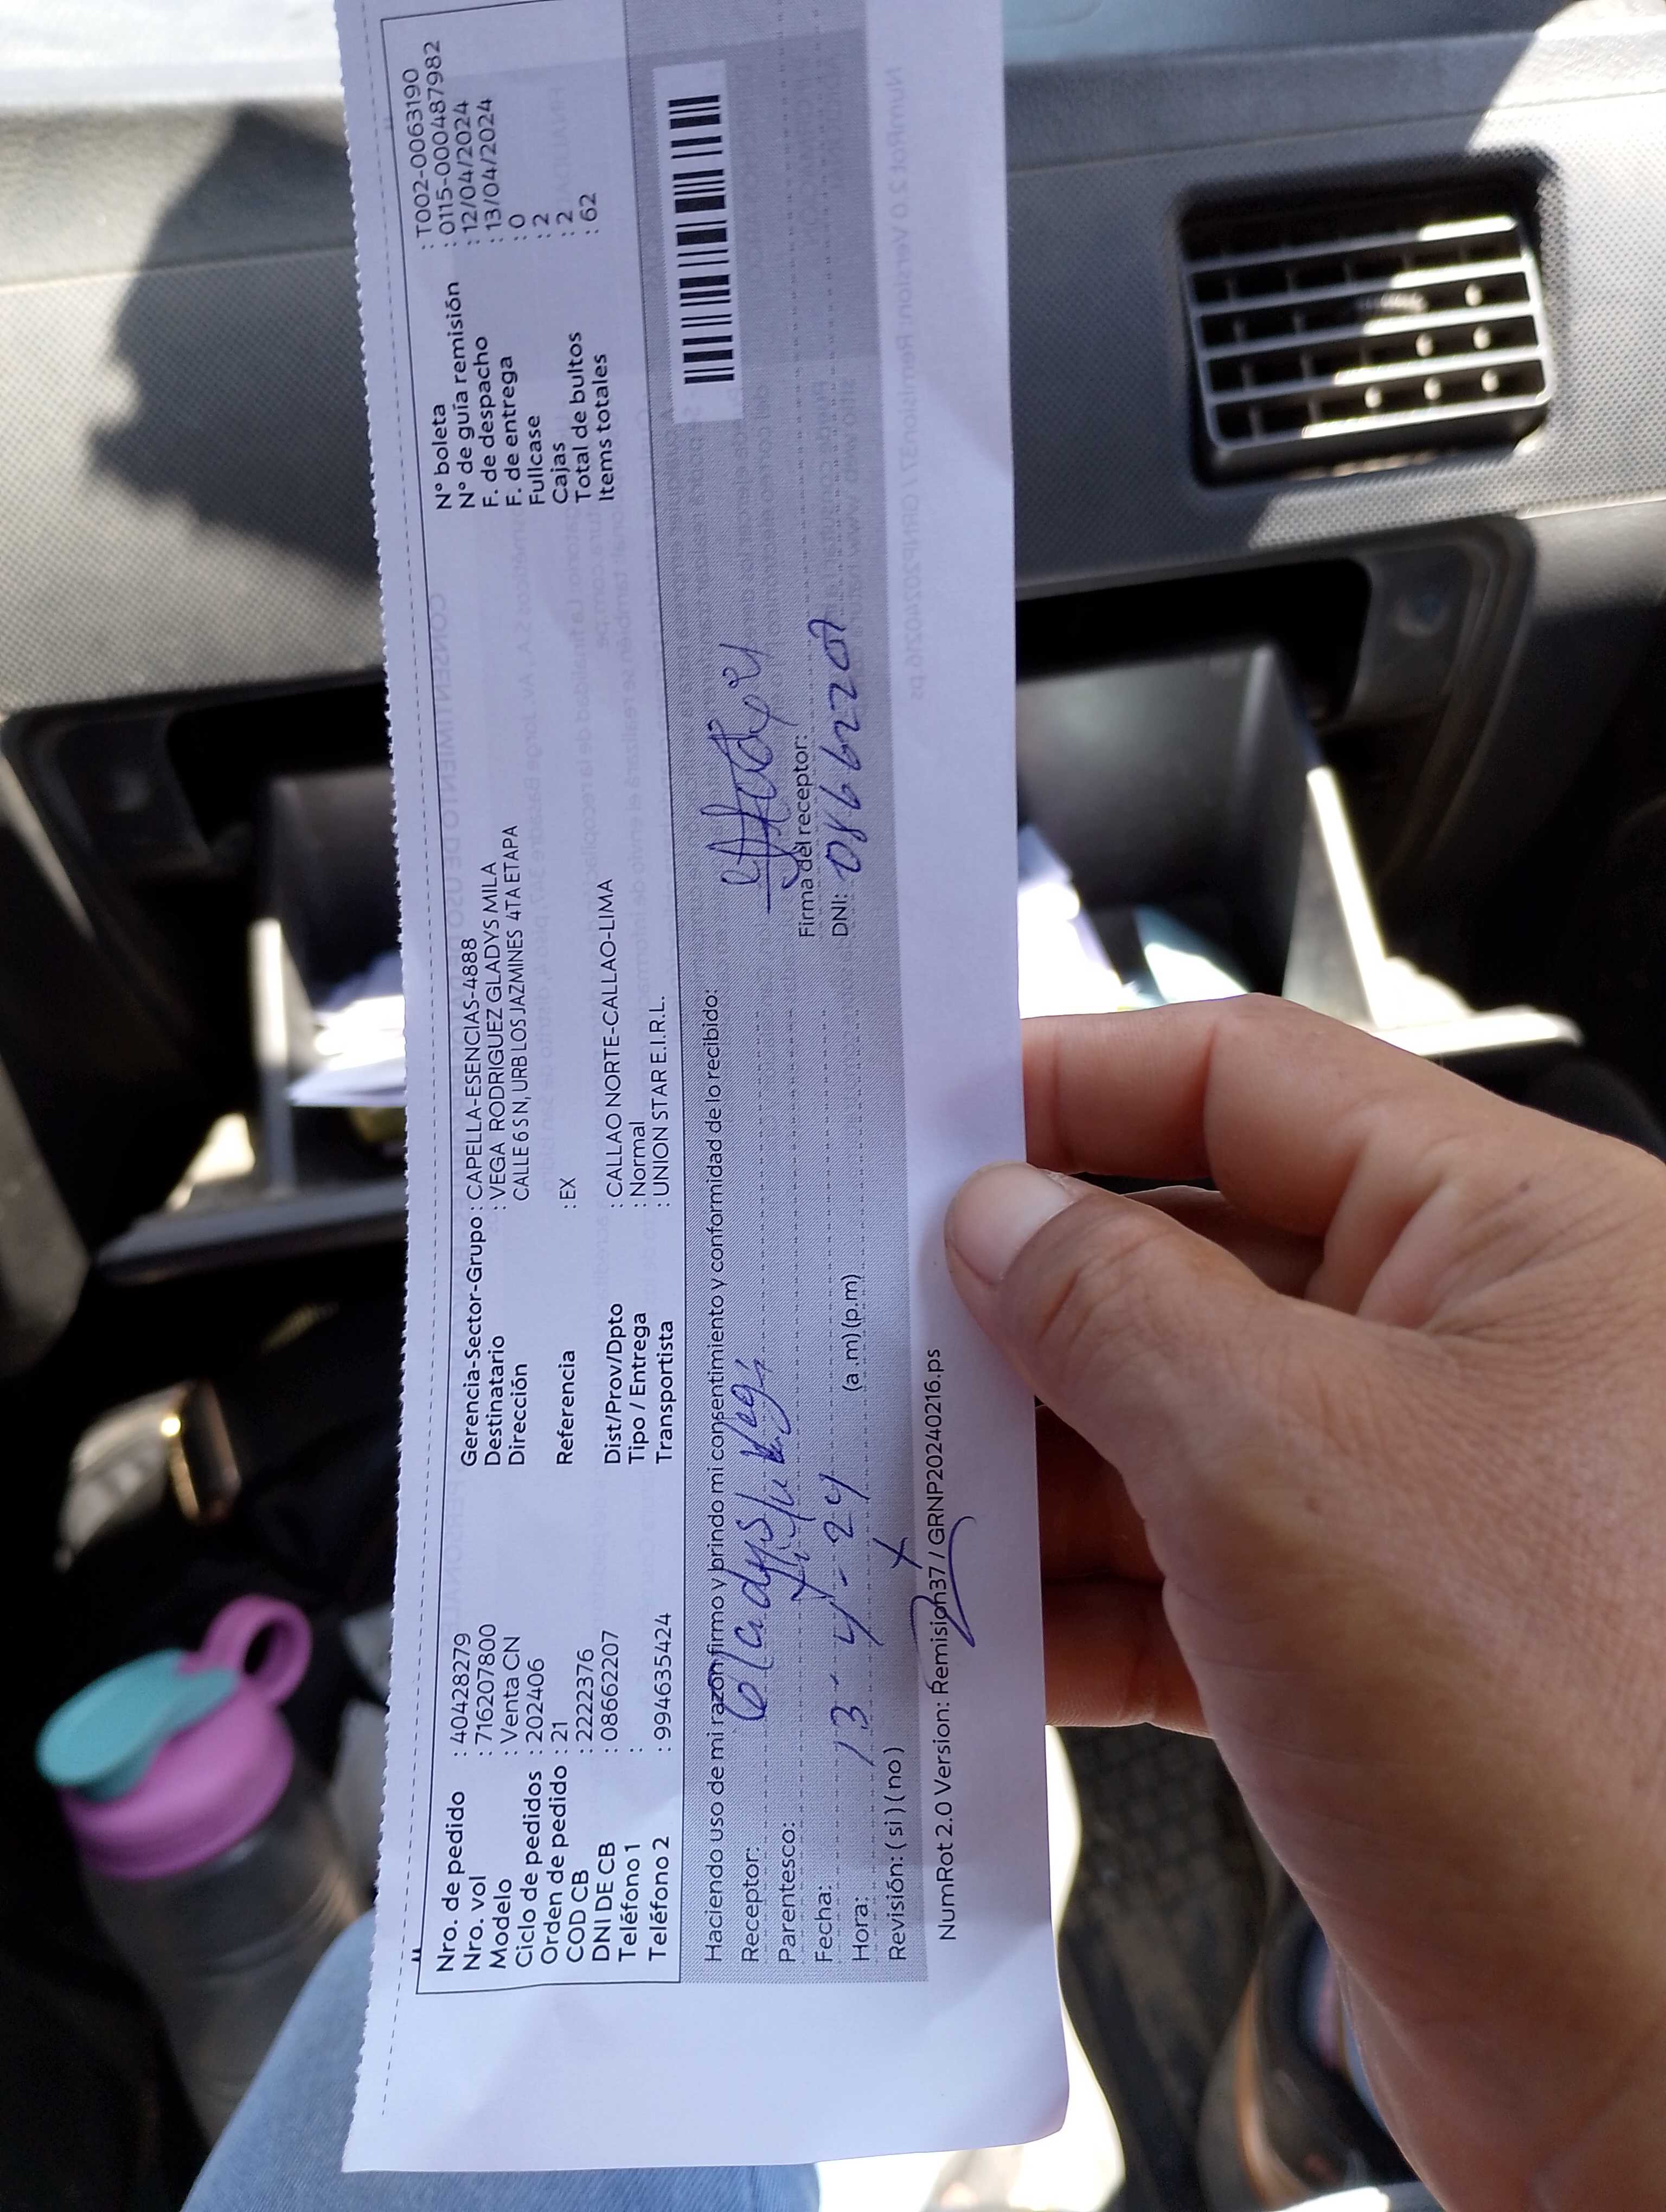 Nro. de pedido : 40428279
Nro. vol : 716207800
Modelo : Venta CN
Ciclo de pedidos : 202406
Orden de pedido : 21
COD CB : 2222376
DNI DE CB : 08662207
Teléfono 1 :
Teléfono 2 : 994635424
Gerencia-Sector-Grupo : CAPELLA-ESENCIAS-4888
Destinatario : VEGA RODRIGUEZ GLADYS MILA
Dirección CALLE 6 SN, URB LOS JAZMINES 4TA ETAPA
Referencia : EX
Dist/Prov/Dpto : CALLAO NORTE-CALLAO-LIMA
Tipo / Entrega : Normal
Transportista : UNION STAR E.I.R.L.
N° boleta : T002-0063190
N° de guía remisión : 0115-000487982
F. de despacho : 12/04/2024
F. de entrega : 13/04/2024
Fullcase : 0
Cajas : 2
Total de bultos : 2
Items totales : 62
Haciendo uso de mi razón firmo y brindo mi consentimiento y conformidad de lo recibido:
Receptor: Gladys Vega
Parentesco:
Fecha: 13-4-24
Hora: (a.m)(p.m)
Revisión: (si)(no)
Firma del receptor:
DNI: 08662207
NumRot 2.0 Version: Remision37 / GRNP20240216.ps